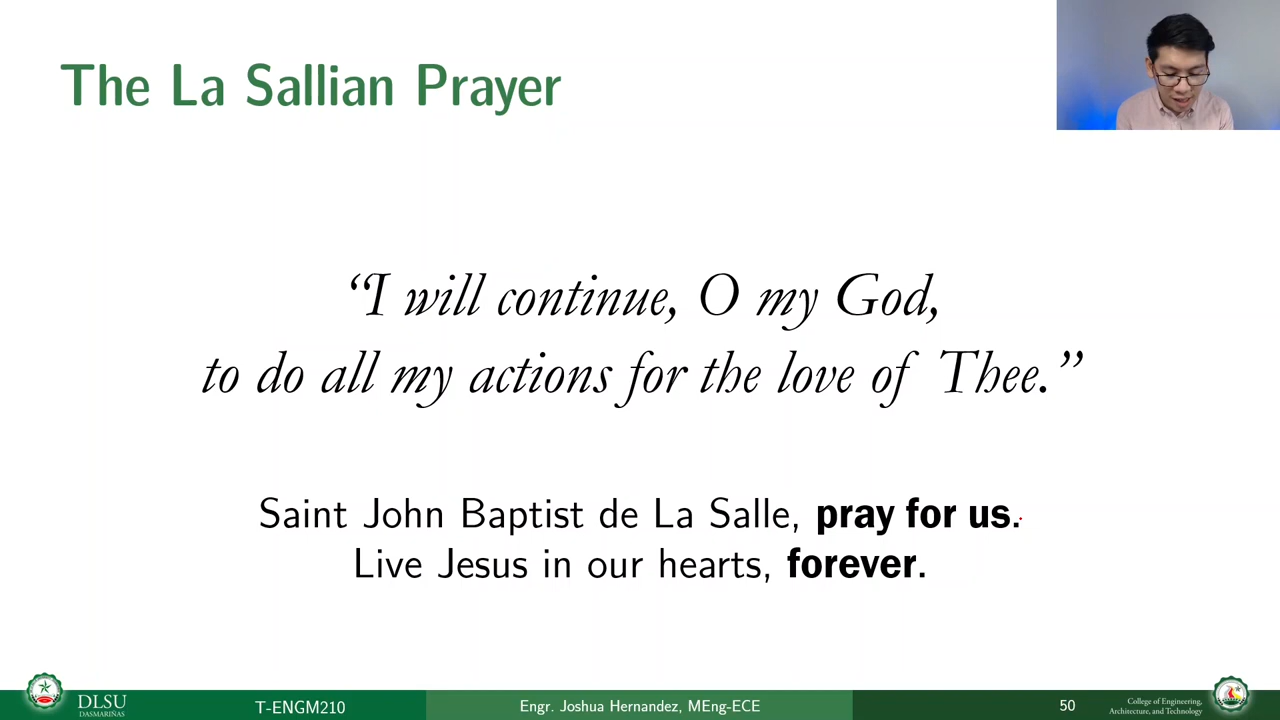 The La Sallian Prayer
“I will continue, O my God,
to do all my actions for the love of Thee.”
Saint John Baptist de La Salle, pray for us.
Live Jesus in our hearts, forever.
DLSU
DASMARIÑAS
T-ENGM210
Engr. Joshua Hernandez, MEng-ECE
50
College of Engineering,
Architecture, and Technology